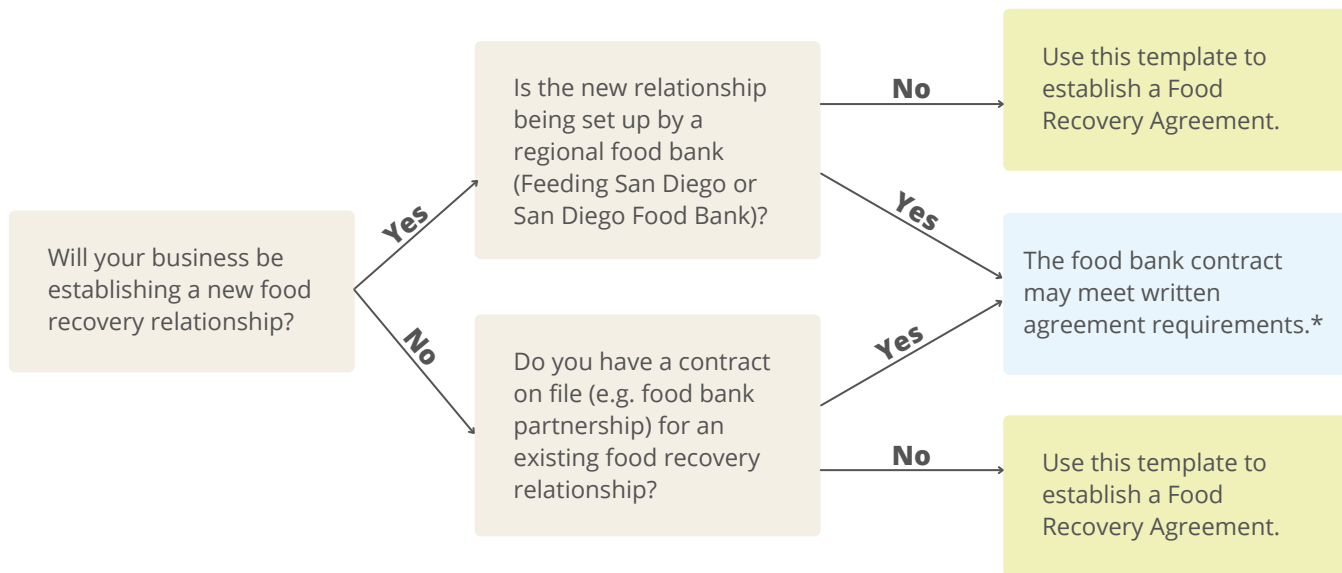 Will your business be
establishing a new food
recovery relationship?
Yes
No
Is the new relationship
being set up by a
regional food bank
(Feeding San Diego or
San Diego Food Bank)?
No
Yes
Do you have a contract
on file (e.g. food bank
partnership) for an
existing food recovery
relationship?
Yes
No
Use this template to
establish a Food
Recovery Agreement.
The food bank contract
may meet written
agreement requirements.*
Use this template to
establish a Food
Recovery Agreement.